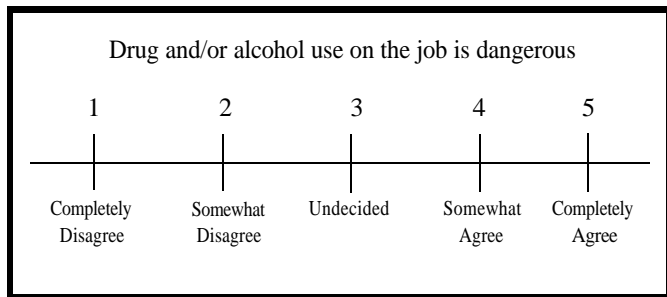 Drug and/or alcohol use on the job is dangerous
1 2 3 4 5
Completely Somewhat Undecided Somewhat Completely
Disagree Disagree Agree Agree